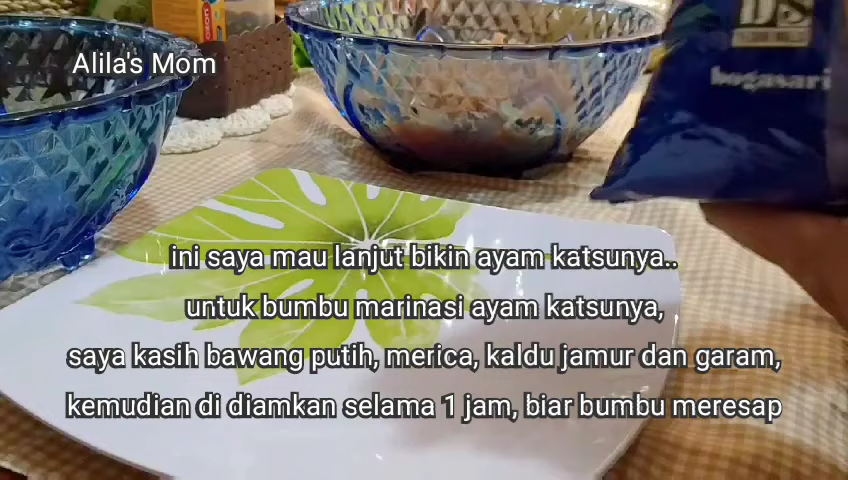 Alila's Mom
bogasari
ini saya mau lanjut bikin ayam katsunya..
untuk bumbu marinasi ayam katsunya,
saya kasih bawang putih, merica, kaldu jamur dan garam,
kemudian di diamkan selama 1 jam, biar bumbu meresap